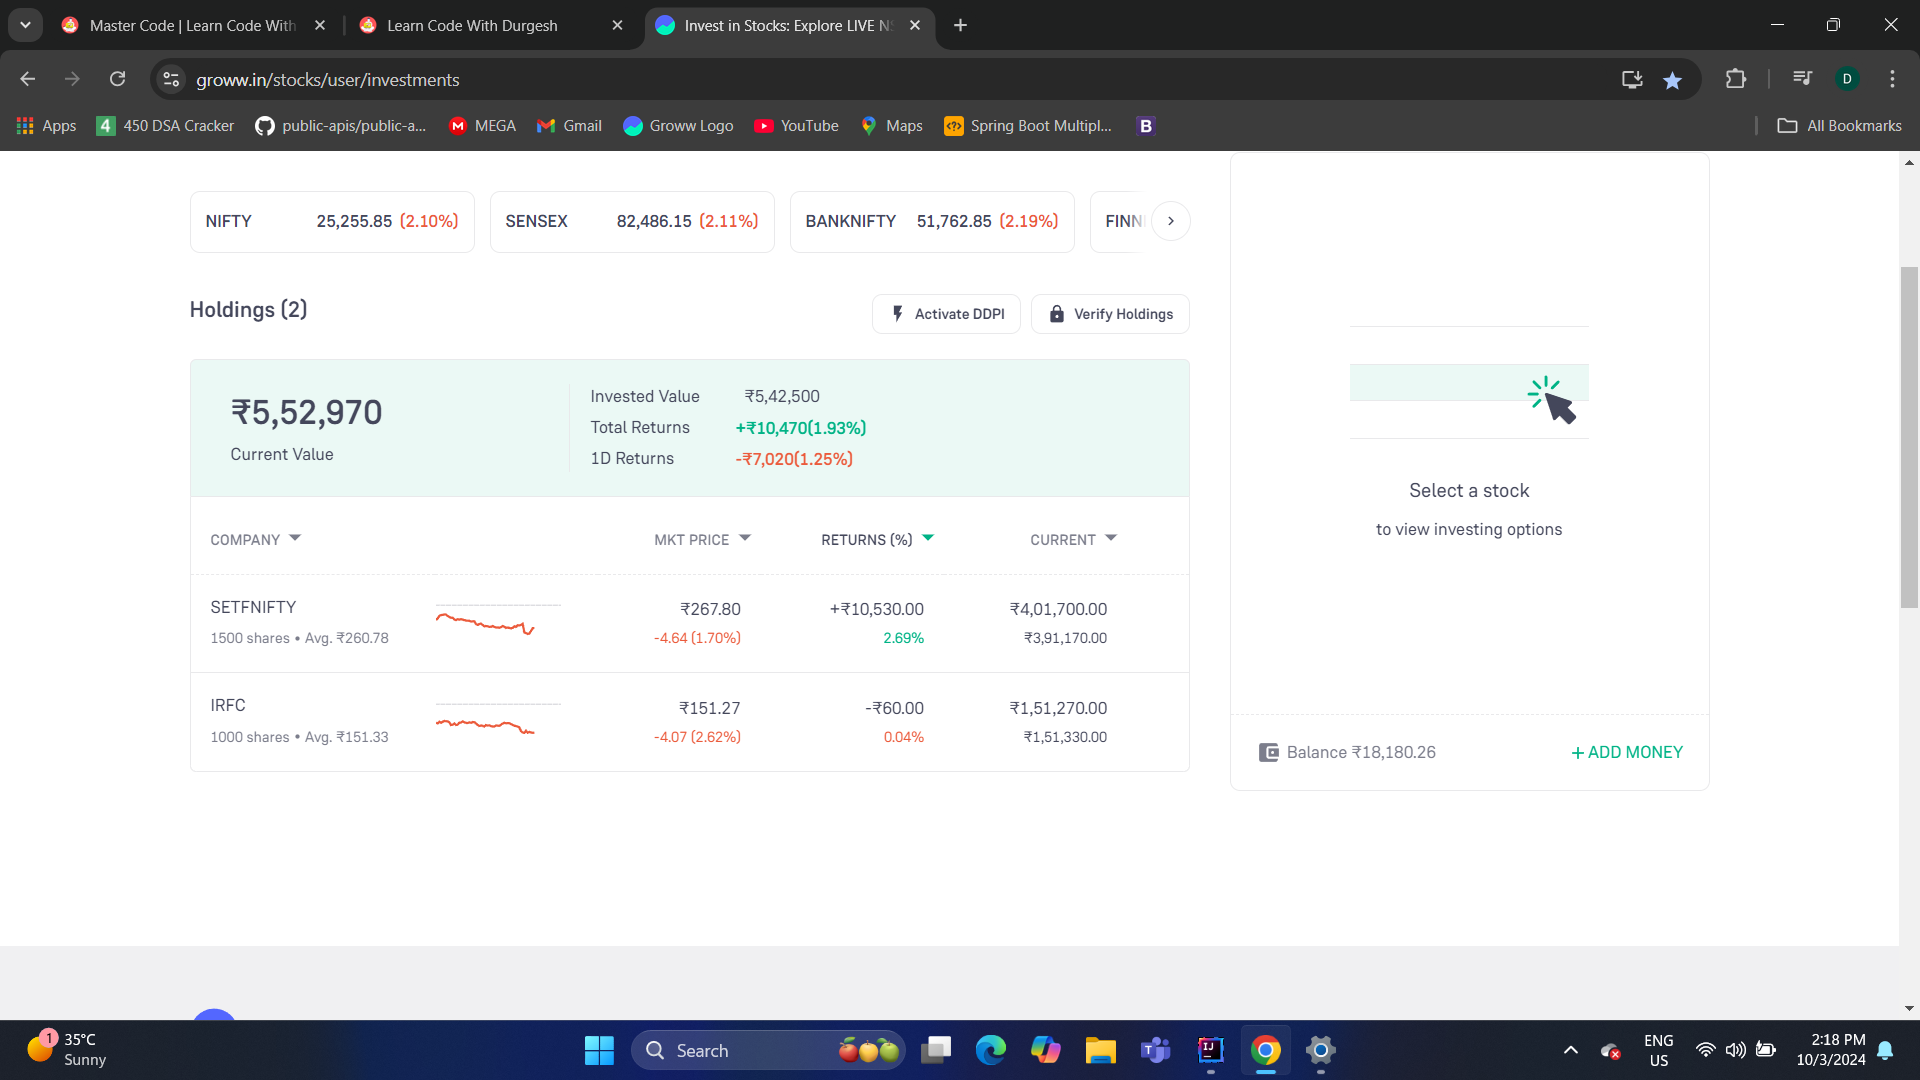 Master Code | Learn Code With
Learn Code With Durgesh
Invest in Stocks: Explore LIVE N
groww.in/stocks/user/investments
D
Apps
4 450 DSA Cracker
public-apis/public-a...
M MEGA
Gmail
Groww Logo
YouTube
Maps
Spring Boot Multipl...
B
All Bookmarks
NIFTY 25,255.85 (2.10%)
SENSEX 82,486.15 (2.11%)
BANKNIFTY 51,762.85 (2.19%)
FINN
Holdings (2)
Activate DDPI
Verify Holdings
₹5,52,970
Current Value
Invested Value ₹5,42,500
Total Returns +₹10,470(1.93%)
1D Returns -₹7,020(1.25%)
COMPANY MKT PRICE RETURNS (%) CURRENT
SETFNIFTY ₹267.80 +₹10,530.00 ₹4,01,700.00
1500 shares • Avg. ₹260.78 -4.64 (1.70%) 2.69% ₹3,91,170.00
IRFC ₹151.27 -₹60.00 ₹1,51,270.00
1000 shares • Avg. ₹151.33 -4.07 (2.62%) 0.04% ₹1,51,330.00
Select a stock
to view investing options
Balance ₹18,180.26
+ ADD MONEY
1
35°C
Sunny
Search
T
IJ
ENG
US
2:18 PM
10/3/2024